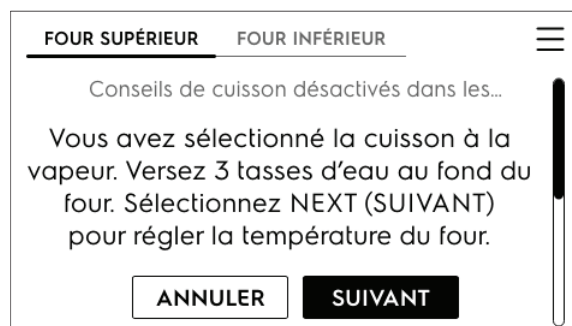 FOUR SUPÉRIEUR FOUR INFÉRIEUR
Conseils de cuisson désactivés dans les...
Vous avez sélectionné la cuisson à la
vapeur. Versez 3 tasses d'eau au fond du
four. Sélectionnez NEXT (SUIVANT)
pour régler la température du four.
ANNULER SUIVANT